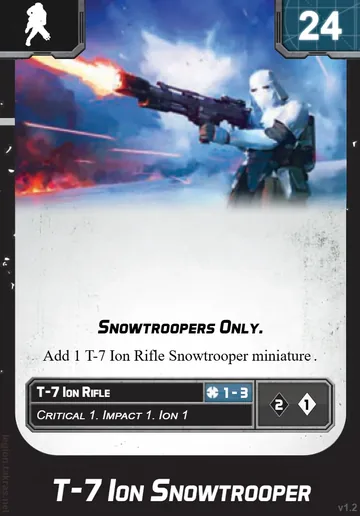 24
SNOWTROOPERS ONLY.
Add 1 T-7 Ion Rifle Snowtrooper miniature .
T-7 ION RIFLE 1 - 3
CRITICAL 1. IMPACT 1. ION 1
2 1
T-7 ION SNOWTROOPER
v1.2